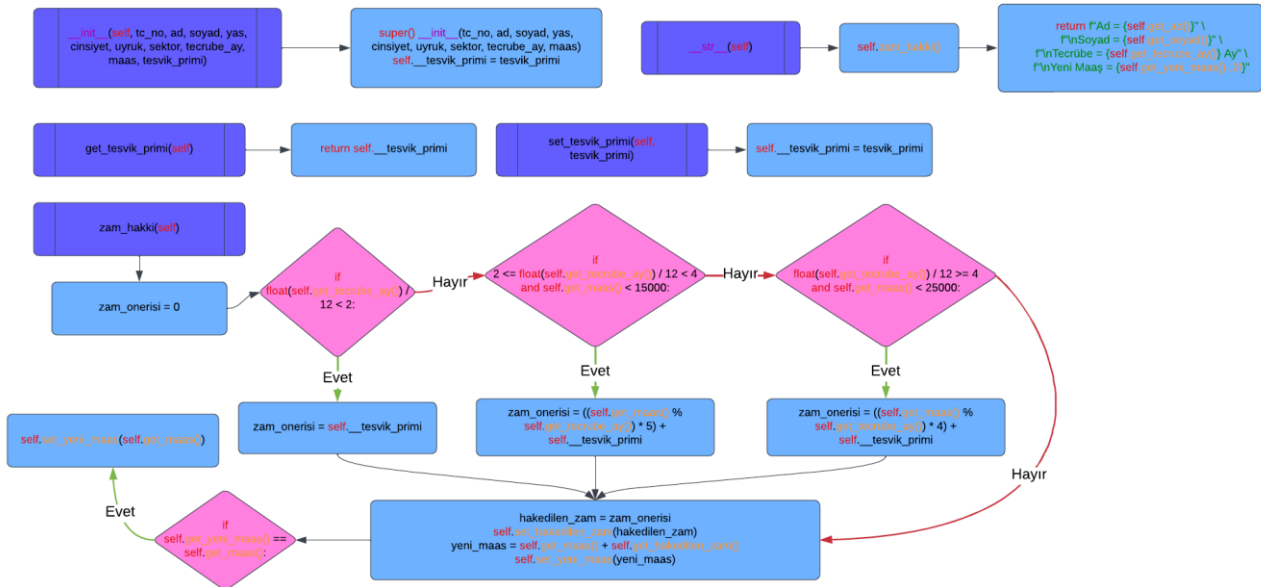 __init__(self, tc_no, ad, soyad, yas,
cinsiyet, uyruk, sektor, tecrube_ay,
maas, tesvik_primi)
super() __init__(tc_no, ad, soyad, yas,
cinsiyet, uyruk, sektor, tecrube_ay, maas)
self.__tesvik_primi = tesvik_primi
__str__(self)
self.zam_hakki()
return f"Ad = {self.get_ad()}" \
f"\nSoyad = {self.get_soyad()}" \
f"\nTecrübe = {self.get_tecrube_ay()} Ay" \
f"\nYeni Maaş = {self.get_yeni_maas():.2f}"
get_tesvik_primi(self)
return self.__tesvik_primi
set_tesvik_primi(self,
tesvik_primi)
self.__tesvik_primi = tesvik_primi
zam_hakki(self)
zam_onerisi = 0
if
float(self.get_tecrube_ay()) /
12 < 2:
Hayır
if
2 <= float(self.get_tecrube_ay()) / 12 < 4
and self.get_maas() < 15000:
Hayır
if
float(self.get_tecrube_ay()) / 12 >= 4
and self.get_maas() < 25000:
Evet
Evet
Evet
zam_onerisi = self.__tesvik_primi
zam_onerisi = ((self.get_maas() %
self.get_tecrube_ay()) * 5) +
self.__tesvik_primi
zam_onerisi = ((self.get_maas() %
self.get_tecrube_ay()) * 4) +
self.__tesvik_primi
Hayır
self.set_yeni_maas(self.get_maas())
Evet
if
self.get_yeni_maas() ==
self.get_maas():
hakedilen_zam = zam_onerisi
self.set_hakedilen_zam(hakedilen_zam)
yeni_maas = self.get_maas() + self.get_hakedilen_zam()
self.set_yeni_maas(yeni_maas)